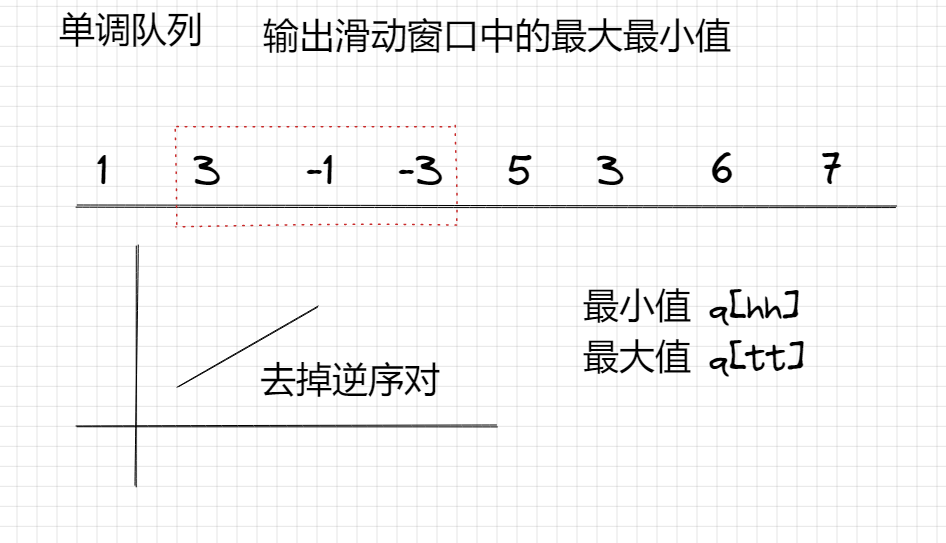 单调队列 输出滑动窗口中的最大最小值
1 3 -1 -3 5 3 6 7
最小值 q[hh]
最大值 q[tt]
去掉逆序对